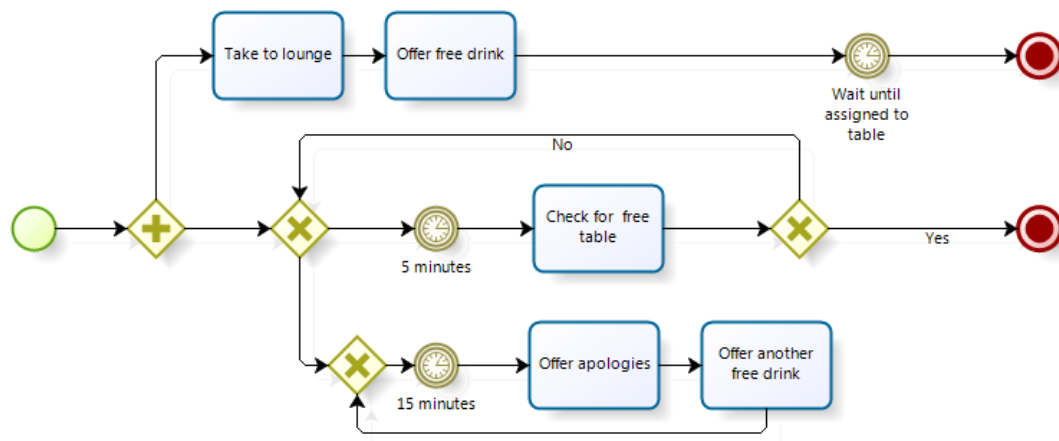 Take to lounge
Offer free drink
Wait until
assigned to
table
No
Check for free
table
5 minutes
Yes
Offer apologies
Offer another
free drink
15 minutes